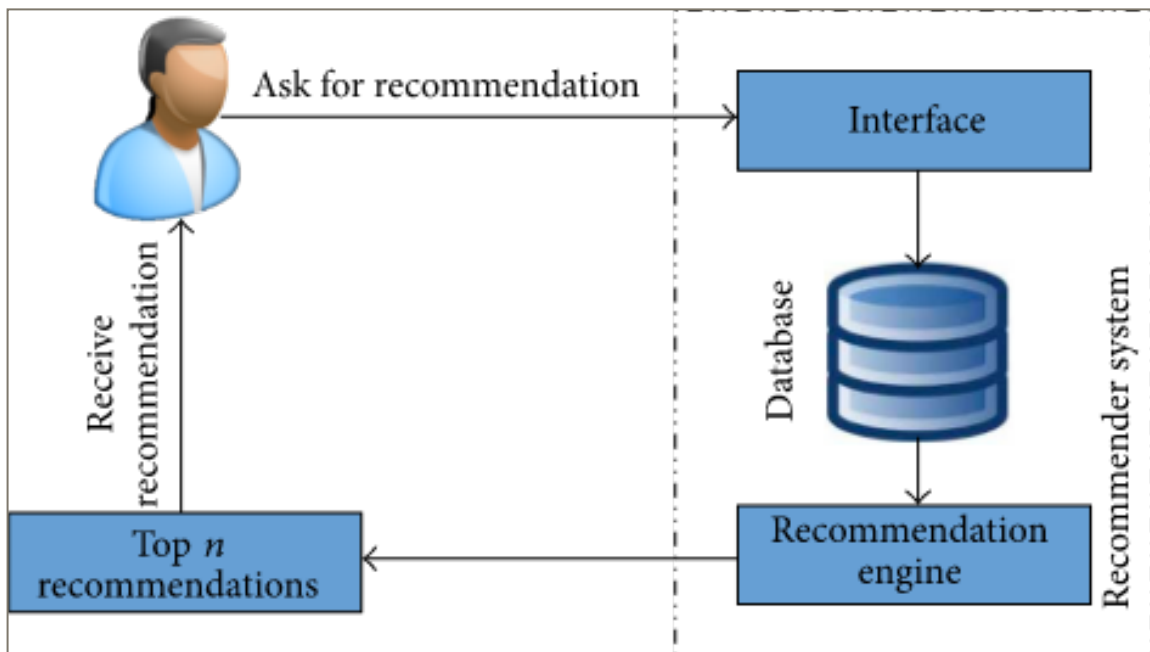 Ask for recommendation
Interface
Receive
recommendation
Database
Recommender system
Top n
recommendations
Recommendation
engine